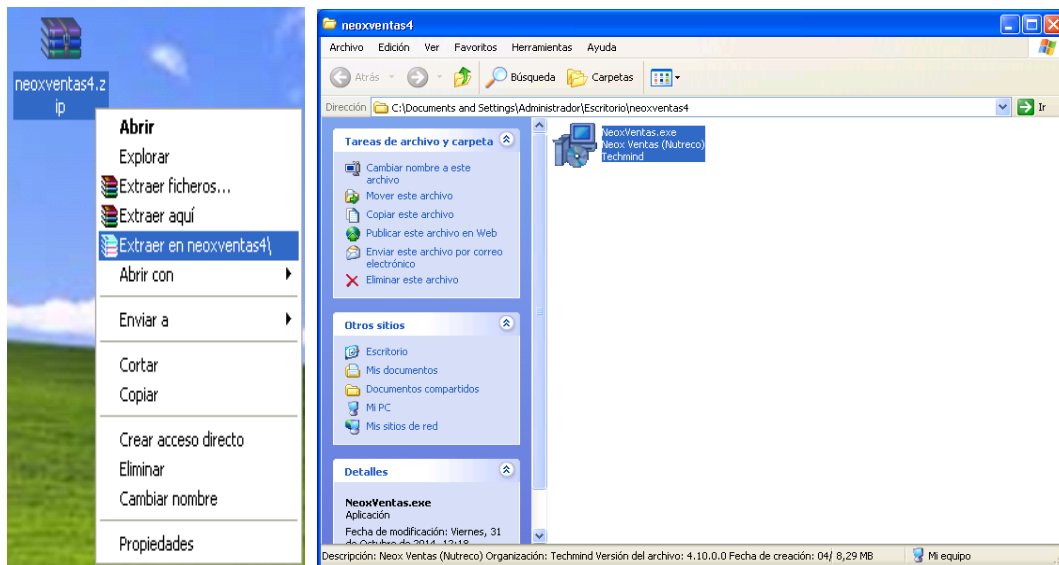 neoxventas4.z
ip
Abrir
Explorar
Extraer ficheros...
Extraer aquí
Extraer en neoxventas4\
Abrir con
Enviar a
Cortar
Copiar
Crear acceso directo
Eliminar
Cambiar nombre
Propiedades
neoxventas4
Archivo Edición Ver Favoritos Herramientas Ayuda
Atrás Búsqueda Carpetas
Dirección C:\Documents and Settings\Administrador\Escritorio\neoxventas4 Ir
Tareas de archivo y carpeta
Cambiar nombre a este
archivo
Mover este archivo
Copiar este archivo
Publicar este archivo en Web
Enviar este archivo por correo
electrónico
Eliminar este archivo
Otros sitios
Escritorio
Mis documentos
Documentos compartidos
Mi PC
Mis sitios de red
Detalles
NeoxVentas.exe
Aplicación
Fecha de modificación: Viernes, 31
de Octubre de 2014, 12:18
NeoxVentas.exe
Neox Ventas (Nutreco)
Techmind
Descripción: Neox Ventas (Nutreco) Organización: Techmind Versión del archivo: 4.10.0.0 Fecha de creación: 04/ 8,29 MB Mi equipo